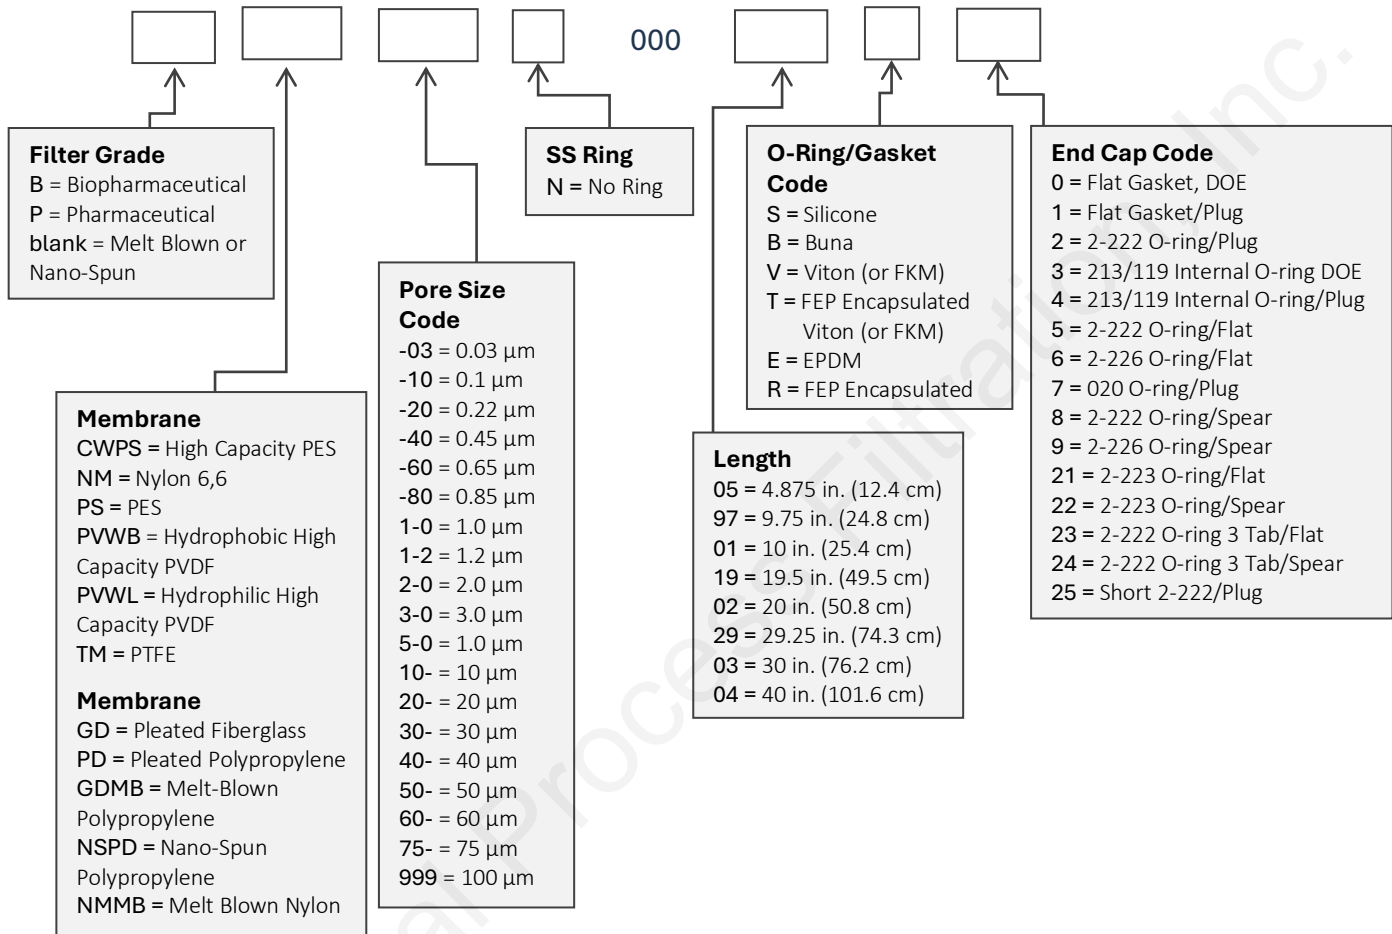 000
Filter Grade
B = Biopharmaceutical
P = Pharmaceutical
blank = Melt Blown or
Nano-Spun
Membrane
CWPS = High Capacity PES
NM = Nylon 6,6
PS = PES
PVWB = Hydrophobic High
Capacity PVDF
PVWL = Hydrophilic High
Capacity PVDF
TM = PTFE
Membrane
GD = Pleated Fiberglass
PD = Pleated Polypropylene
GDMB = Melt-Blown
Polypropylene
NSPD = Nano-Spun
Polypropylene
NMMB = Melt Blown Nylon
Pore Size
Code
-03 = 0.03 µm
-10 = 0.1 µm
-20 = 0.22 µm
-40 = 0.45 µm
-60 = 0.65 µm
-80 = 0.85 µm
1-0 = 1.0 µm
1-2 = 1.2 µm
2-0 = 2.0 µm
3-0 = 3.0 µm
5-0 = 1.0 µm
10- = 10 µm
20- = 20 µm
30- = 30 µm
40- = 40 µm
50- = 50 µm
60- = 60 µm
75- = 75 µm
999 = 100 µm
SS Ring
N = No Ring
Length
05 = 4.875 in. (12.4 cm)
97 = 9.75 in. (24.8 cm)
01 = 10 in. (25.4 cm)
19 = 19.5 in. (49.5 cm)
02 = 20 in. (50.8 cm)
29 = 29.25 in. (74.3 cm)
03 = 30 in. (76.2 cm)
04 = 40 in. (101.6 cm)
O-Ring/Gasket
Code
S = Silicone
B = Buna
V = Viton (or FKM)
T = FEP Encapsulated
Viton (or FKM)
E = EPDM
R = FEP Encapsulated
End Cap Code
0 = Flat Gasket, DOE
1 = Flat Gasket/Plug
2 = 2-222 O-ring/Plug
3 = 213/119 Internal O-ring DOE
4 = 213/119 Internal O-ring/Plug
5 = 2-222 O-ring/Flat
6 = 2-226 O-ring/Flat
7 = 020 O-ring/Plug
8 = 2-222 O-ring/Spear
9 = 2-226 O-ring/Spear
21 = 2-223 O-ring/Flat
22 = 2-223 O-ring/Spear
23 = 2-222 O-ring 3 Tab/Flat
24 = 2-222 O-ring 3 Tab/Spear
25 = Short 2-222/Plug
al Process Filtration, Inc.